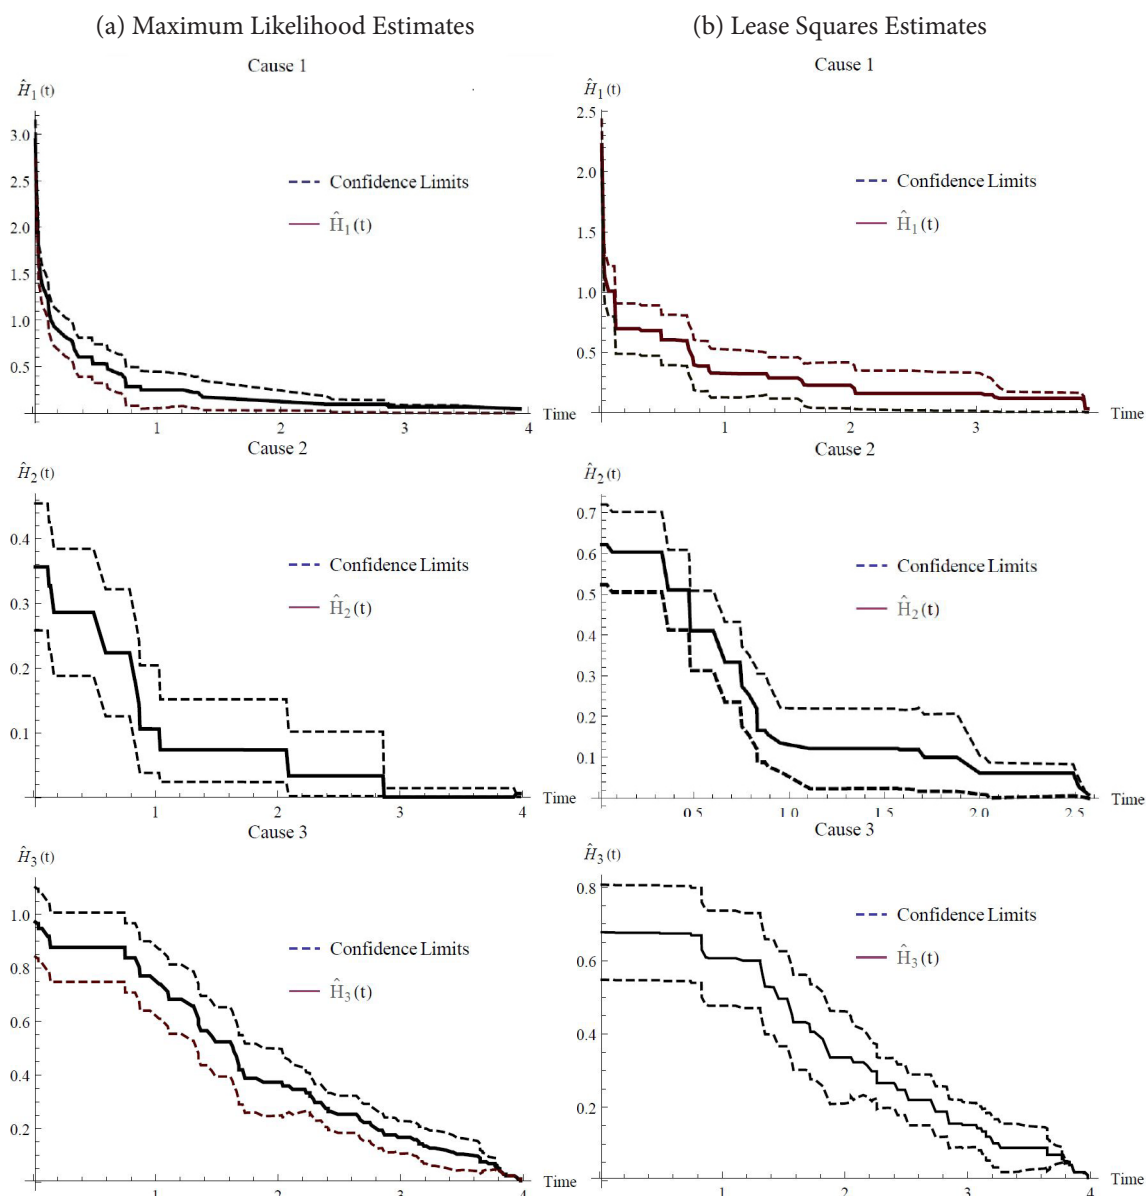 (a) Maximum Likelihood Estimates
(b) Lease Squares Estimates
Cause 1
Ĥ1(t)
3.0
2.5
2.0
1.5
1.0
0.5
Confidence Limits
Ĥ1(t)
1
2
3
4
Time
Cause 1
Ĥ1(t)
2.5
2.0
1.5
1.0
0.5
Confidence Limits
Ĥ1(t)
1
2
3
Time
Cause 2
Ĥ2(t)
0.4
0.3
0.2
0.1
Confidence Limits
Ĥ2(t)
1
2
3
4
Time
Cause 2
Ĥ2(t)
0.7
0.6
0.5
0.4
0.3
0.2
0.1
Confidence Limits
Ĥ2(t)
0.5
1.0
1.5
2.0
2.5
Time
Cause 3
Ĥ3(t)
1.0
0.8
0.6
0.4
0.2
Confidence Limits
Ĥ3(t)
1
2
3
4
Time
Cause 3
Ĥ3(t)
0.8
0.6
0.4
0.2
Confidence Limits
Ĥ3(t)
1
2
3
4
Time